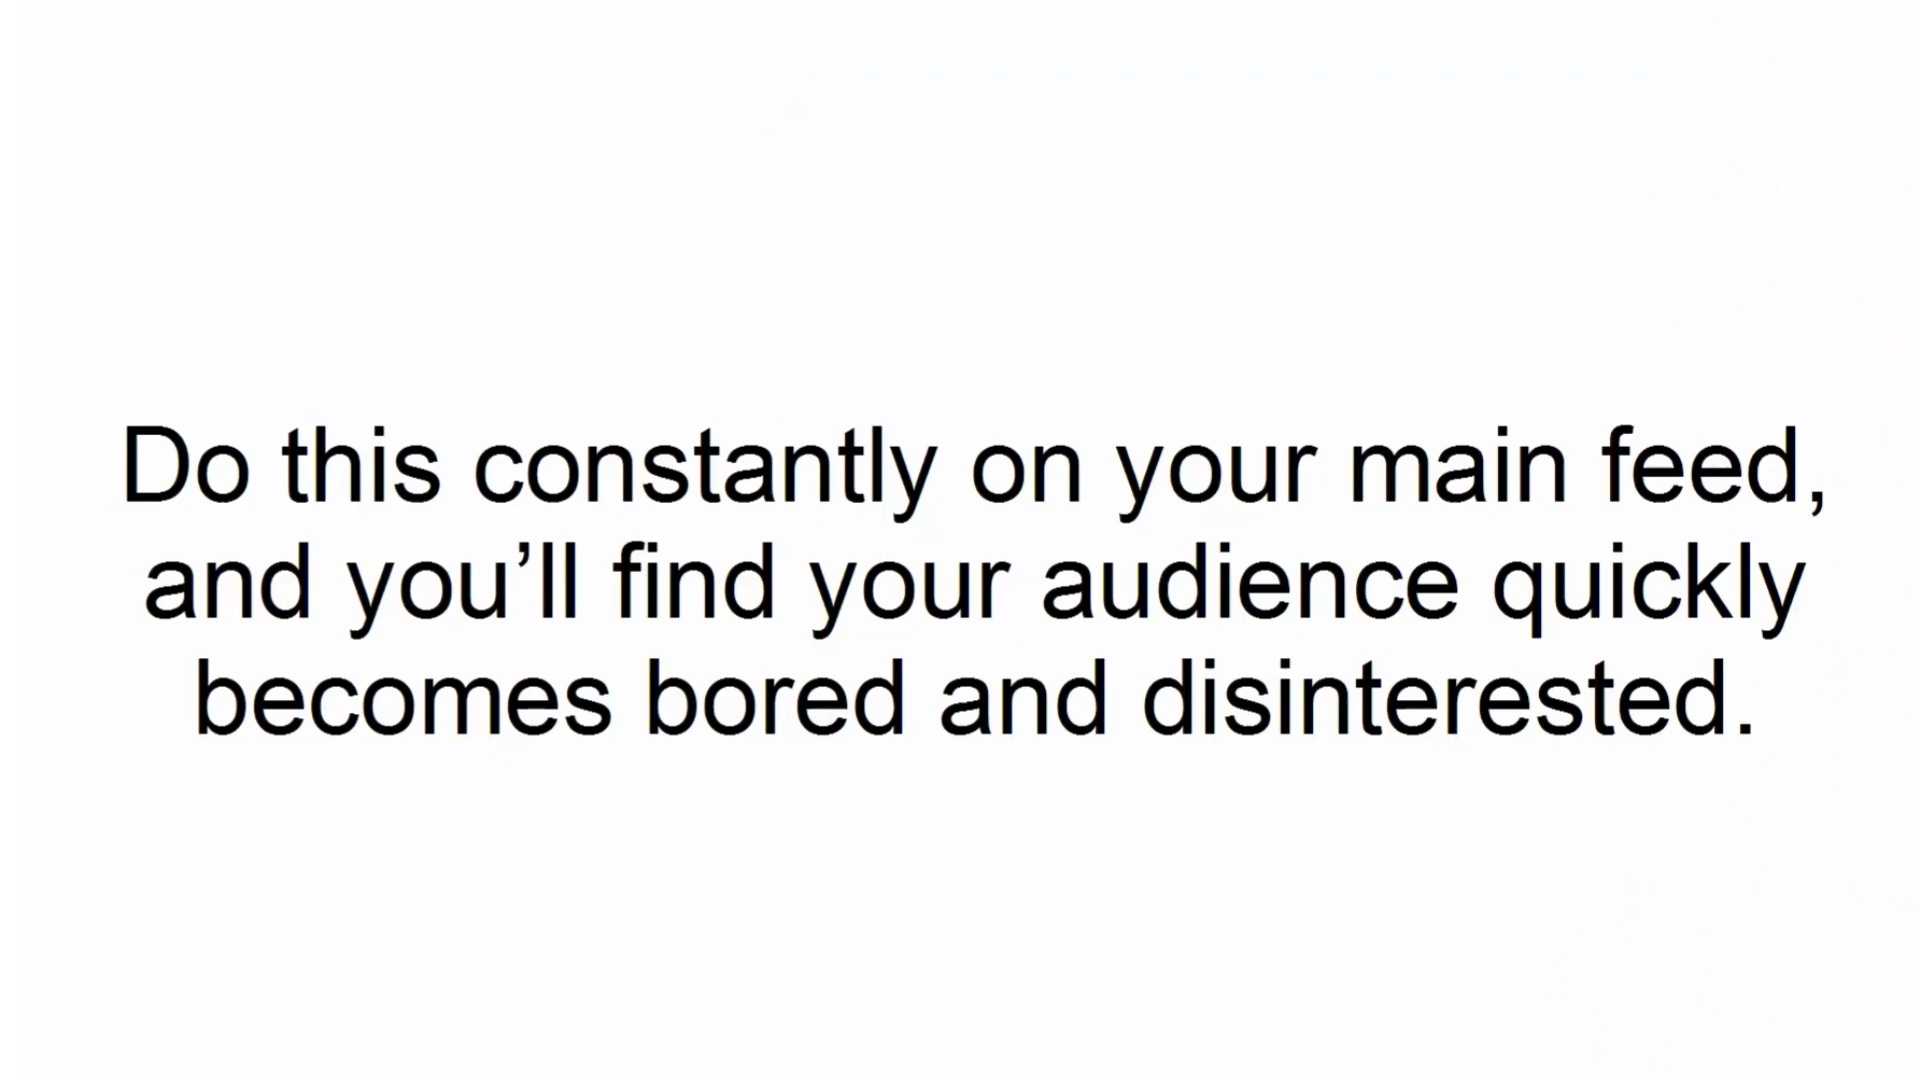 Do this constantly on your main feed,
and you’ll find your audience quickly
becomes bored and disinterested.